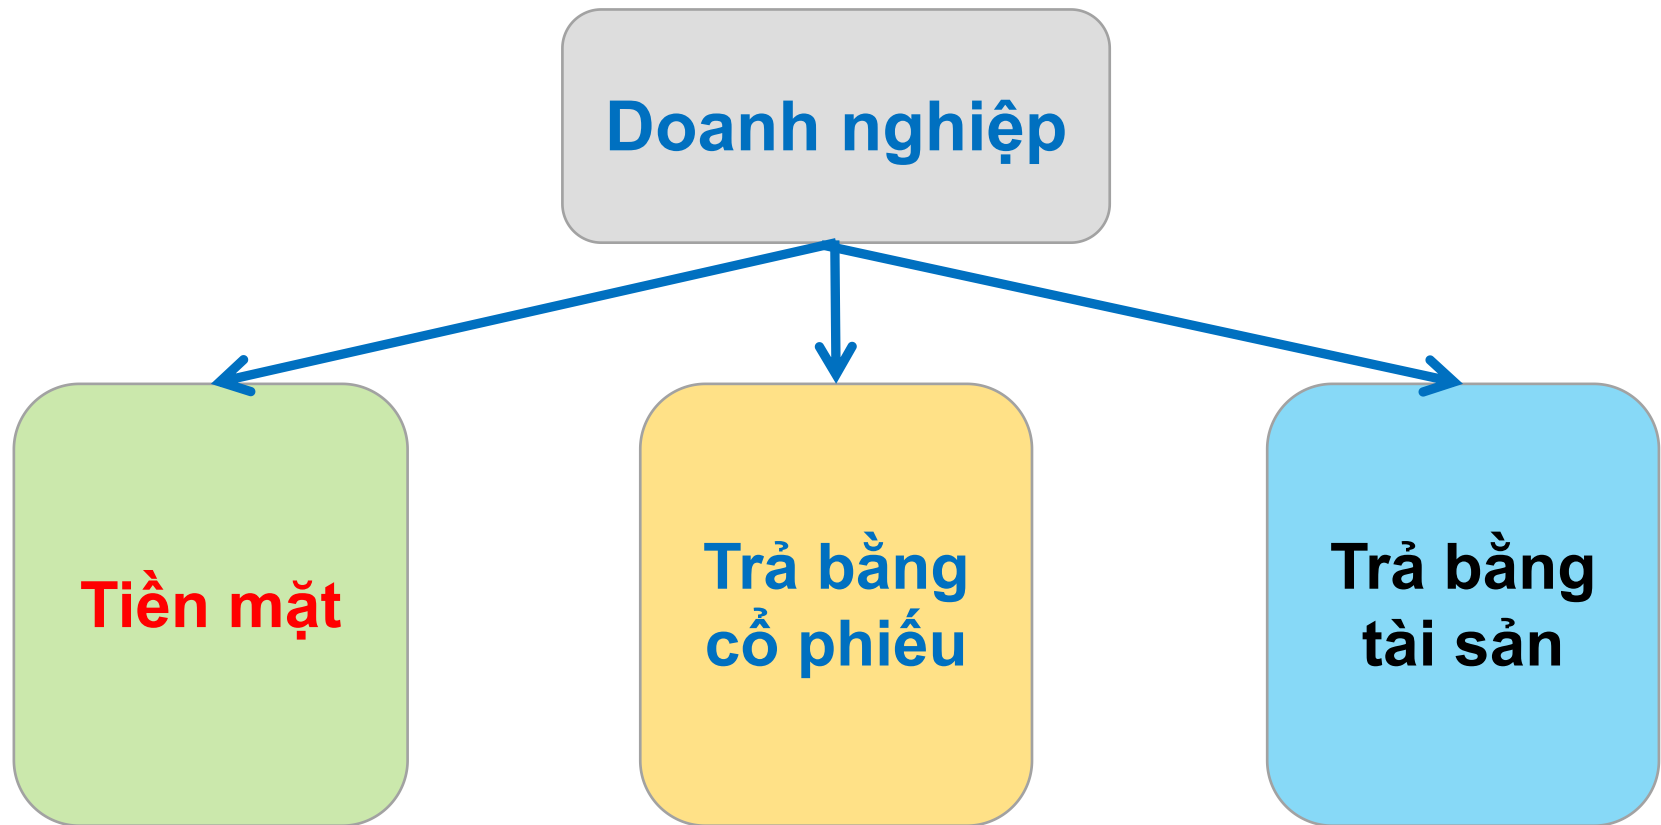 Doanh nghiệp
Tiền mặt
Trả bằng
cổ phiếu
Trả bằng
tài sản